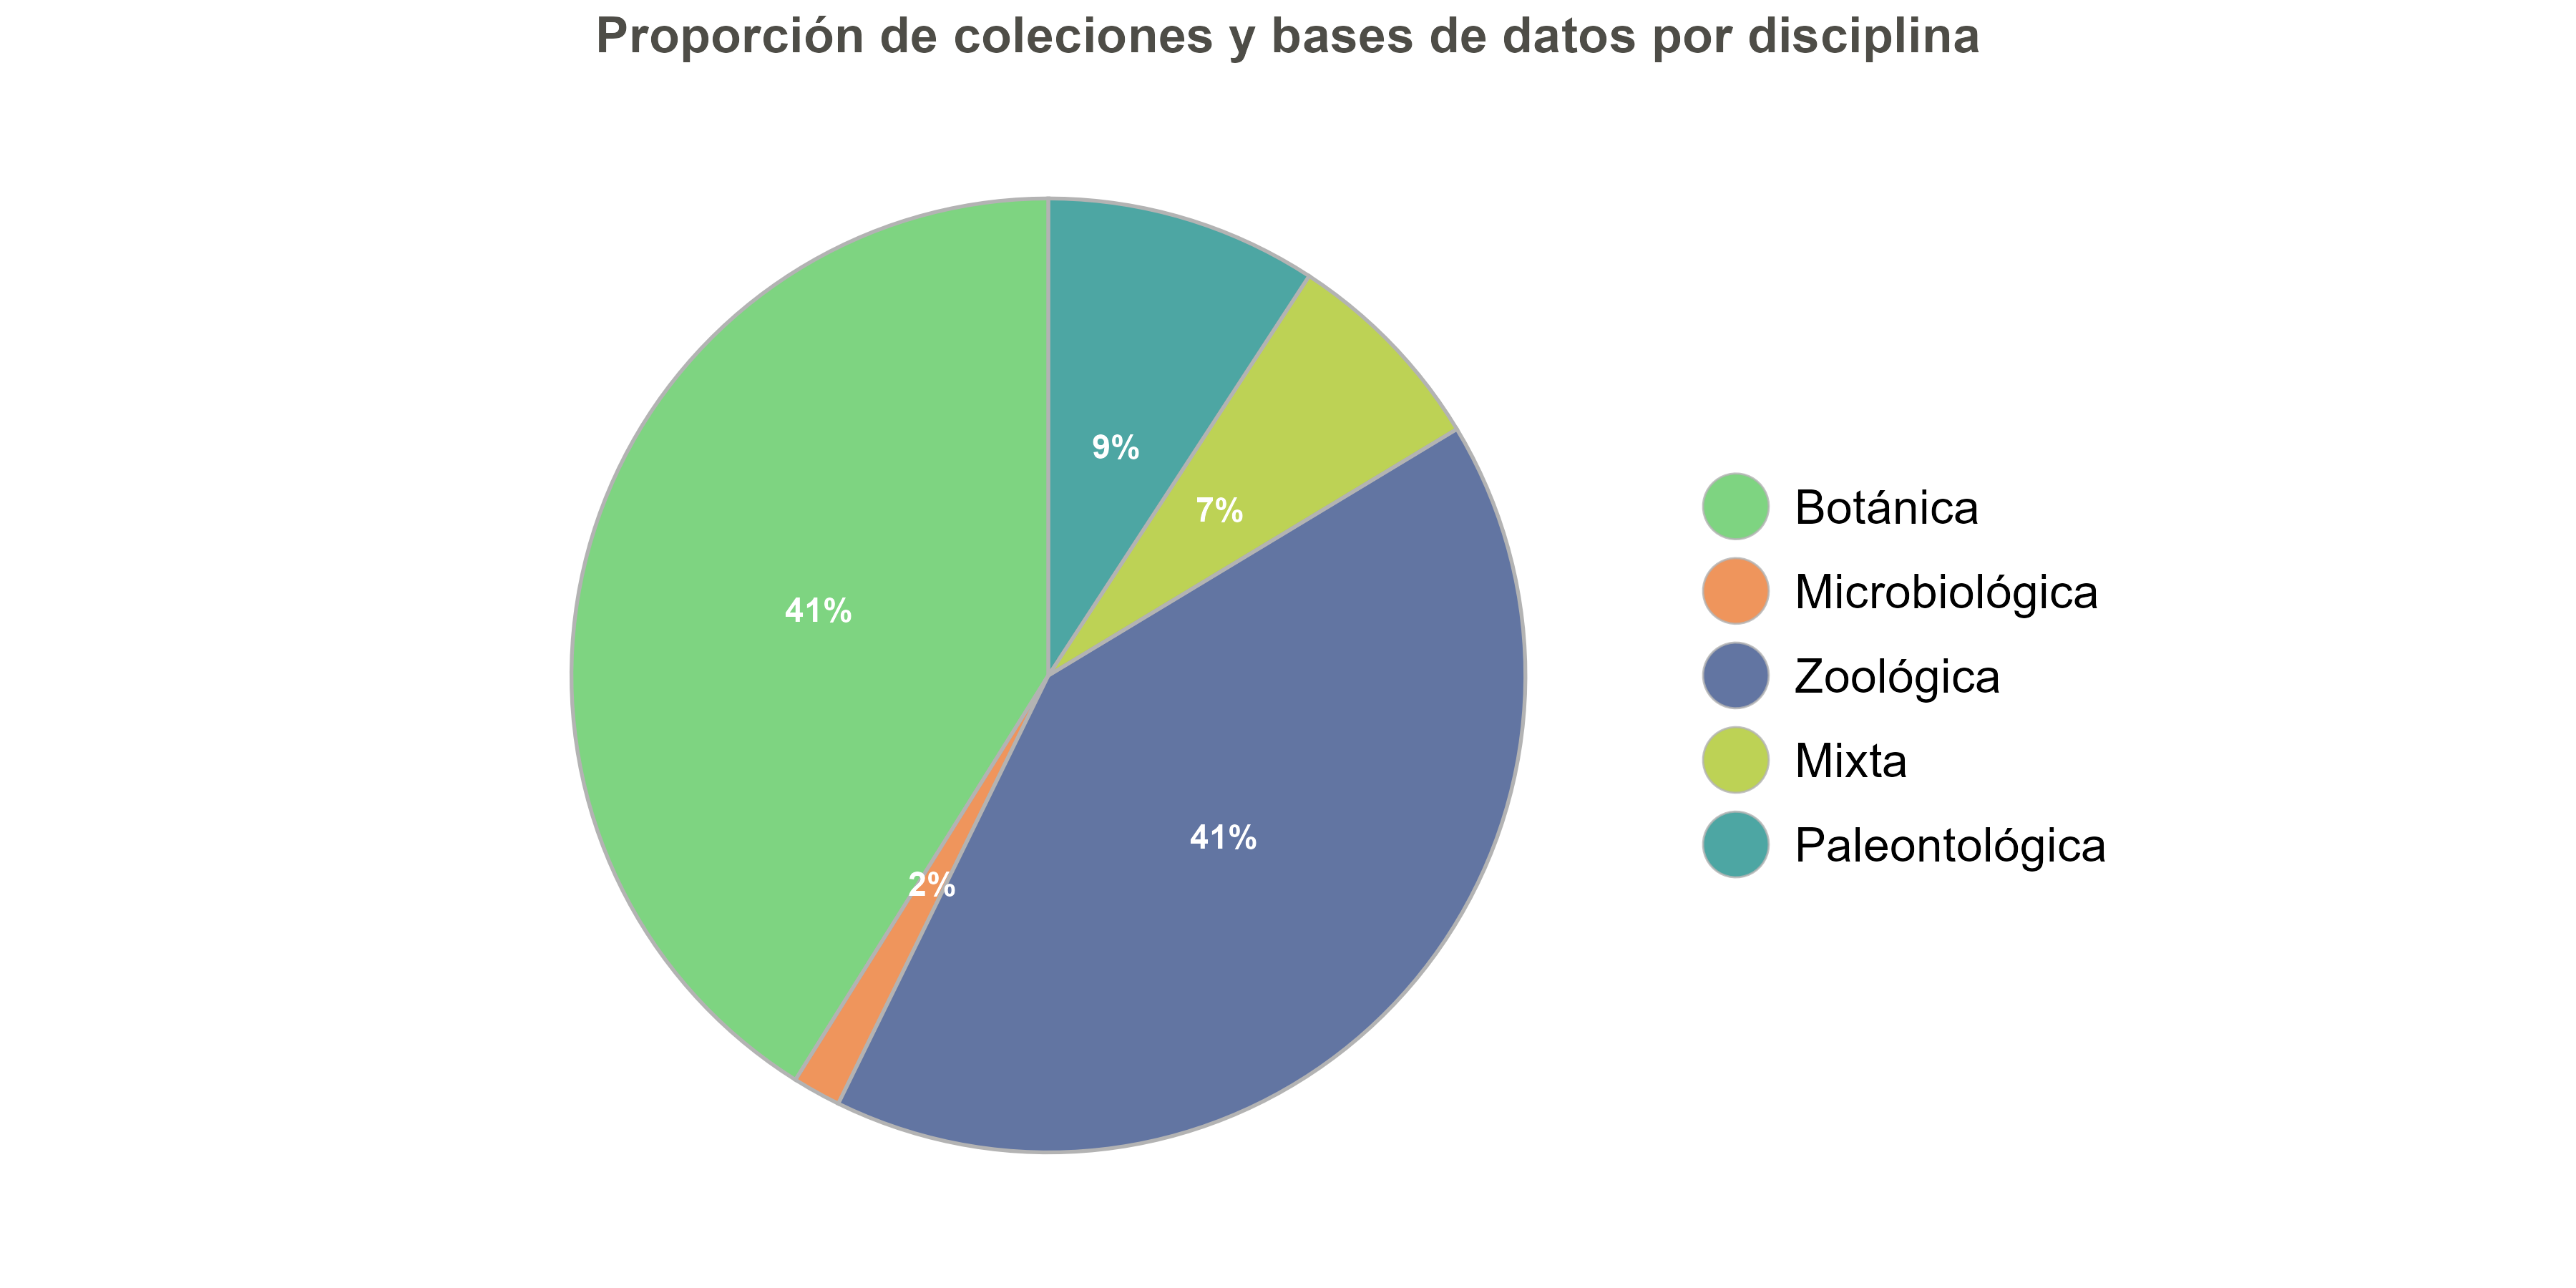 Proporción de coleciones y bases de datos por disciplina
9%
7%
41%
41%
2%
Botánica
Microbiológica
Zoológica
Mixta
Paleontológica